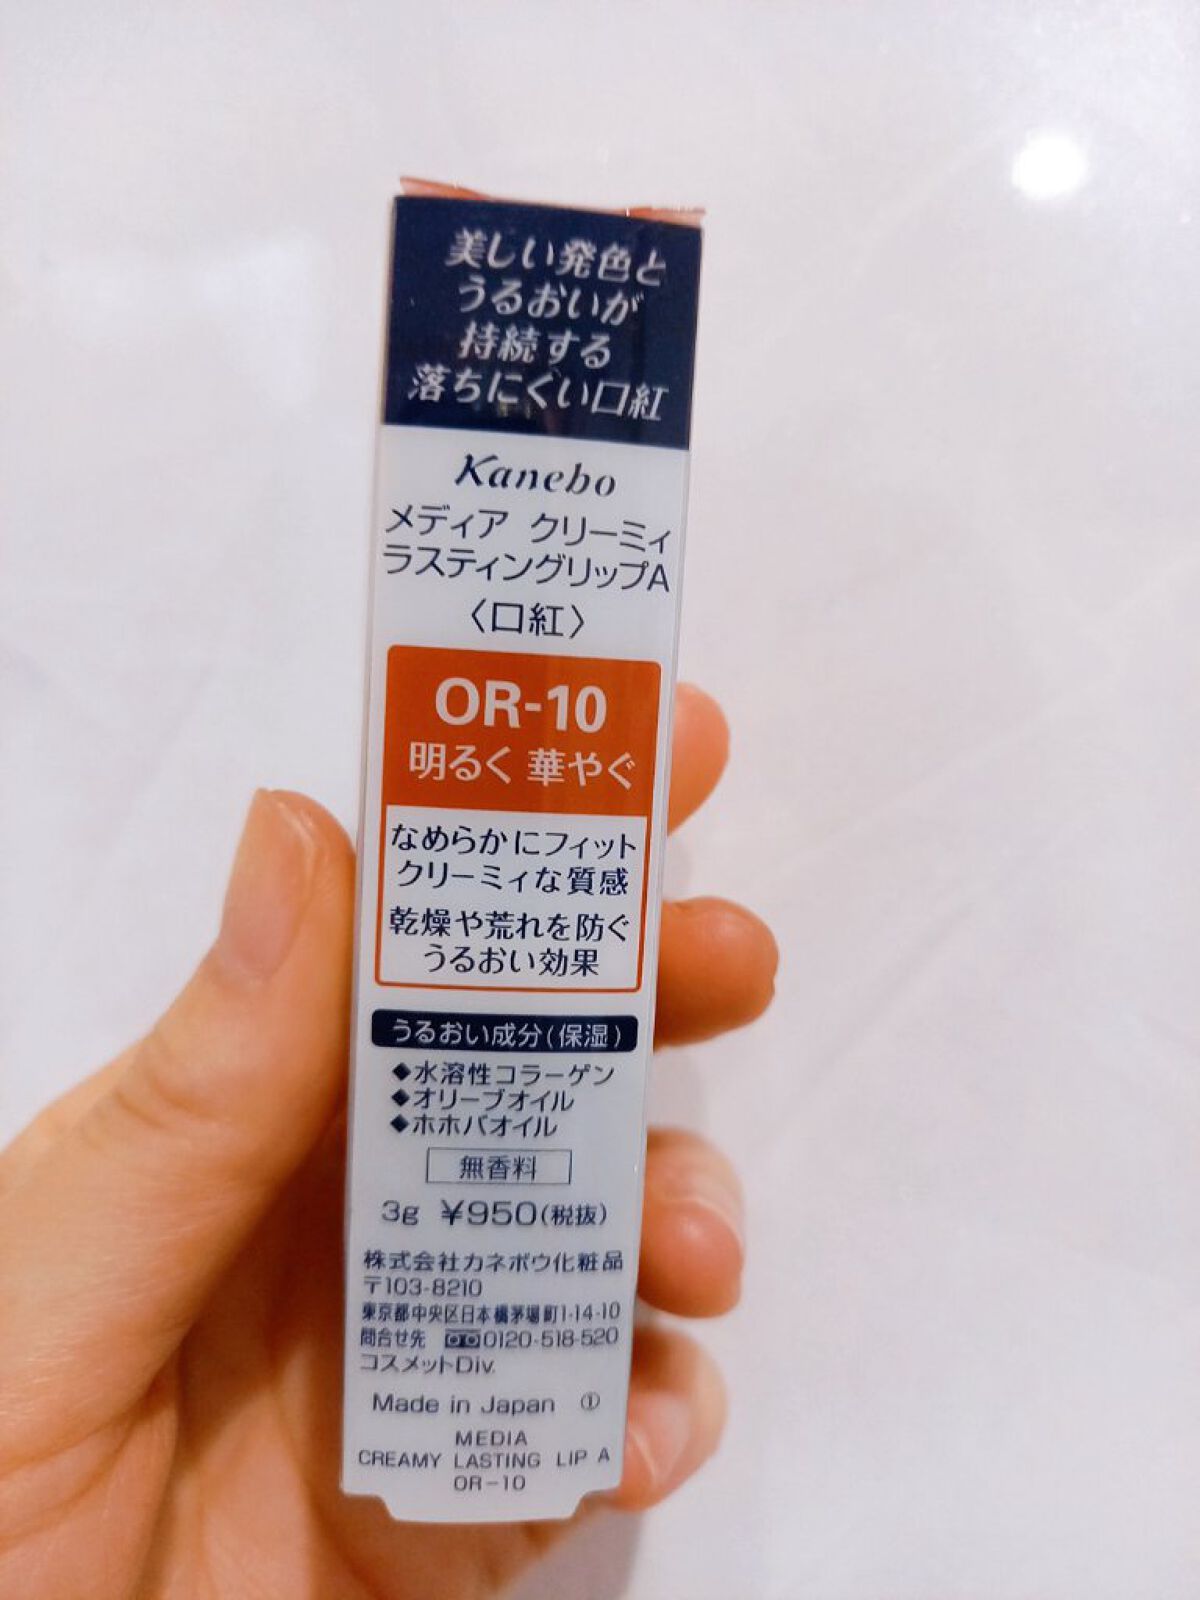 美しい発色と
うるおいが
持続する
落ちにくい口紅
Kanebo
メディア クリーミィ
ラスティングリップA
〈口紅〉
OR-10
明るく 華やぐ
なめらかにフィット
クリーミィな質感
乾燥や荒れを防ぐ
うるおい効果
うるおい成分(保湿)
◆水溶性コラーゲン
◆オリーブオイル
◆ホホバオイル
無香料
3g ¥950(税抜)
株式会社カネボウ化粧品
〒103-8210
東京都中央区日本橋茅場町1-14-10
問合せ先 0120-518-520
コスメットDiv.
Made in Japan ①
MEDIA
CREAMY LASTING LIP A
OR-10